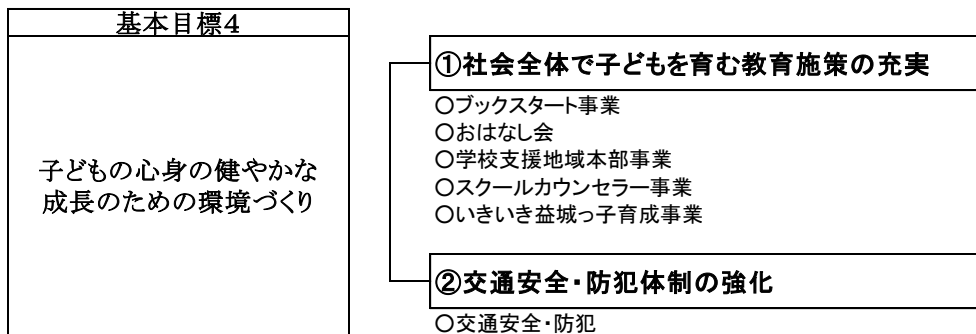 基本目標4
子どもの心身の健やかな
成長のための環境づくり
①社会全体で子どもを育む教育施策の充実
○ブックスタート事業
○おはなし会
○学校支援地域本部事業
○スクールカウンセラー事業
○いきいき益城っ子育成事業
②交通安全・防犯体制の強化
○交通安全・防犯